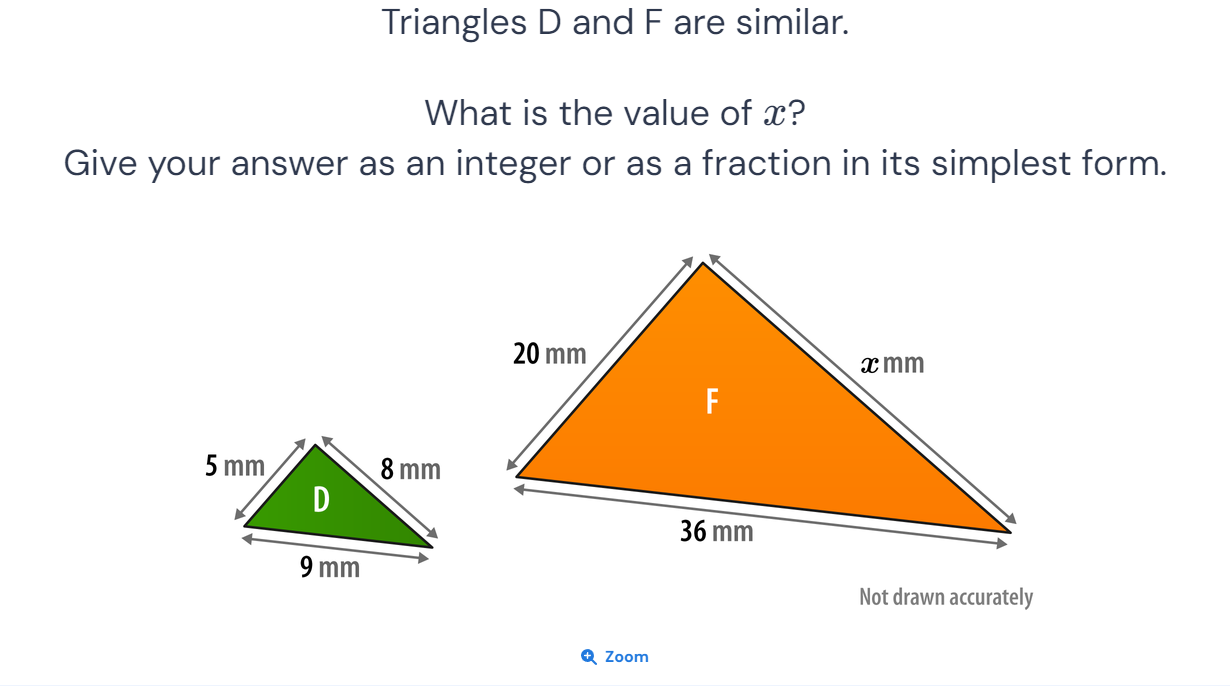 Triangles D and F are similar.
What is the value of x?
Give your answer as an integer or as a fraction in its simplest form.
20 mm
x mm
F
5 mm
8 mm
D
36 mm
9 mm
Not drawn accurately
Zoom